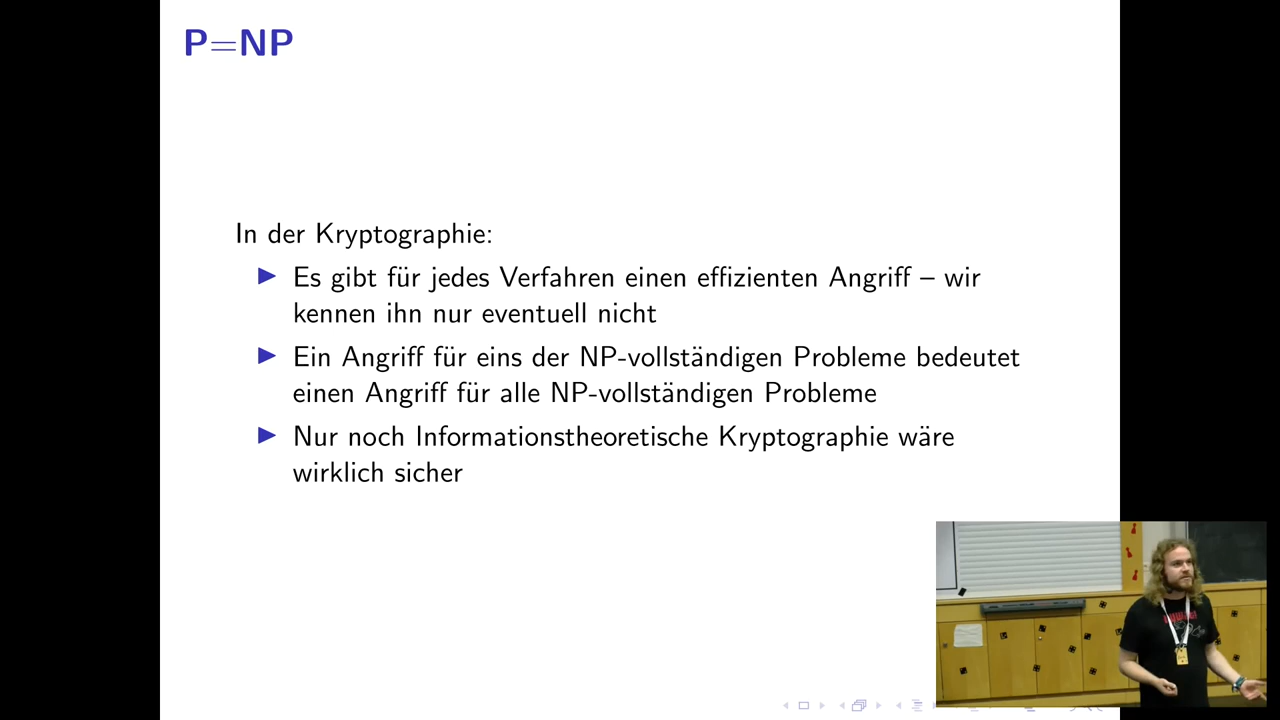 P=NP
In der Kryptographie:
Es gibt für jedes Verfahren einen effizienten Angriff – wir
kennen ihn nur eventuell nicht
Ein Angriff für eins der NP-vollständigen Probleme bedeutet
einen Angriff für alle NP-vollständigen Probleme
Nur noch Informationstheoretische Kryptographie wäre
wirklich sicher